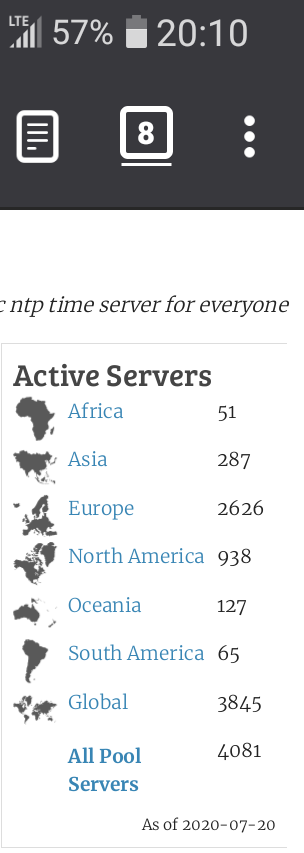 LTE 57% 20:10
8
c ntp time server for everyone
Active Servers
Africa 51
Asia 287
Europe 2626
North America 938
Oceania 127
South America 65
Global 3845
All Pool 4081
Servers
As of 2020-07-20